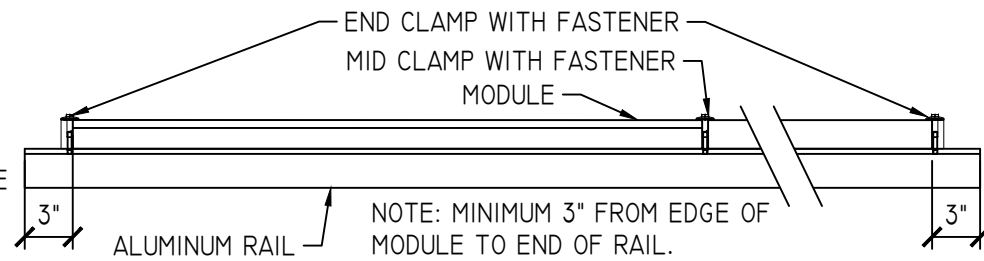 END CLAMP WITH FASTENER
MID CLAMP WITH FASTENER
MODULE
E
3"
ALUMINUM RAIL
NOTE: MINIMUM 3" FROM EDGE OF
MODULE TO END OF RAIL.
3"